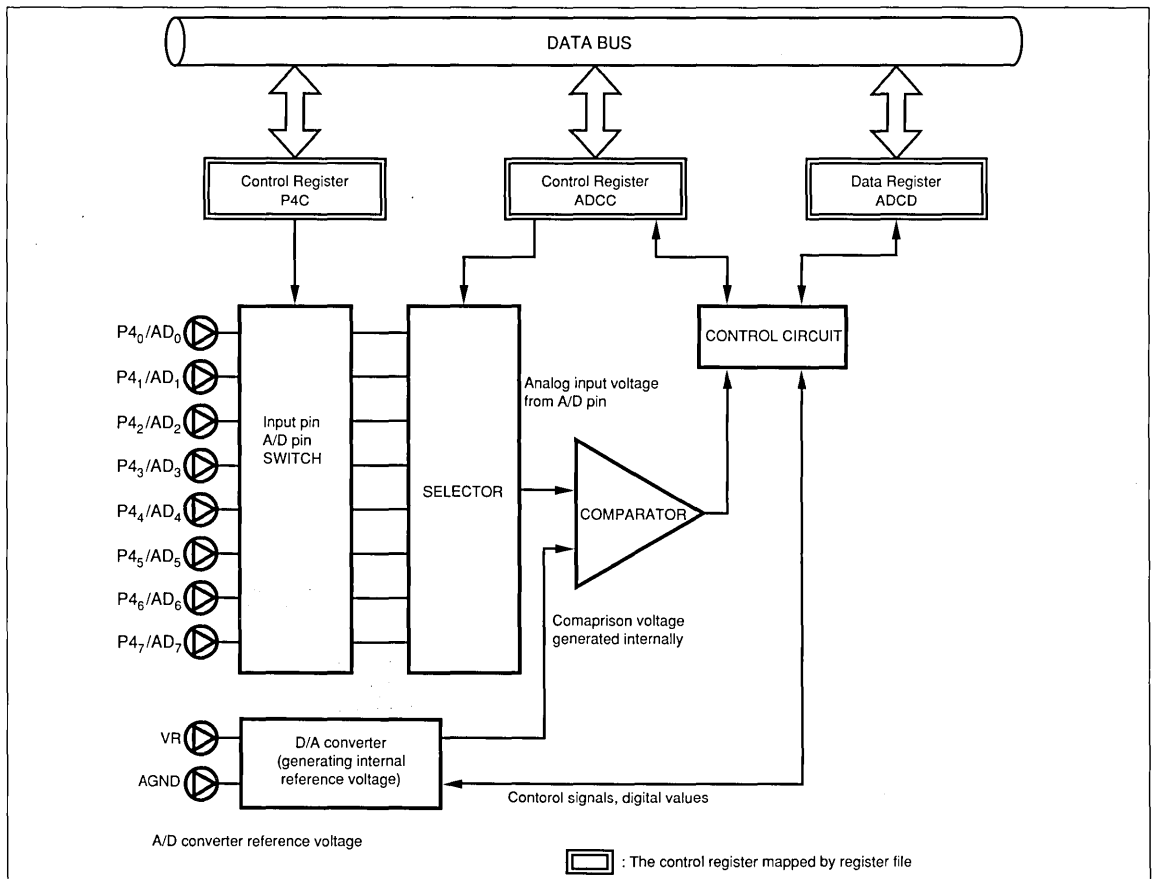 DATA BUS
Control Register
P4C
Control Register
ADCC
Data Register
ADCD
P4₀/AD₀
P4₁/AD₁
P4₂/AD₂
P4₃/AD₃
P4₄/AD₄
P4₅/AD₅
P4₆/AD₆
P4₇/AD₇
Input pin
A/D pin
SWITCH
SELECTOR
Analog input voltage
from A/D pin
CONTROL CIRCUIT
COMPARATOR
Comaprison voltage
generated internally
VR
AGND
D/A converter
(generating internal
reference voltage)
Contorol signals, digital values
A/D converter reference voltage
: The control register mapped by register file